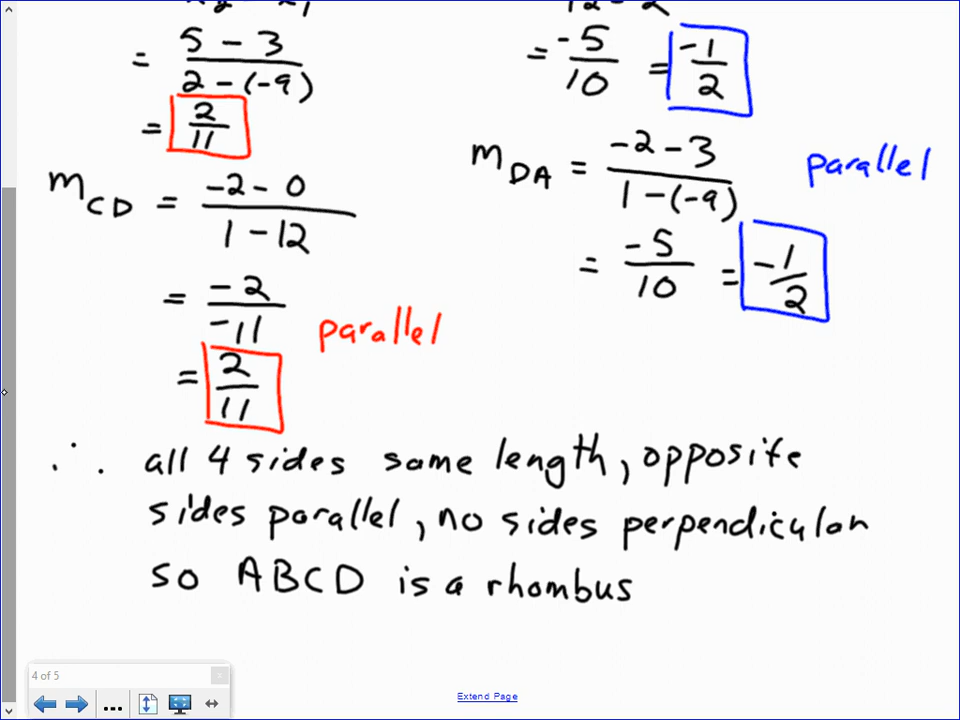 = 5 - 3 / 2 - (-9)
= 2/11
m_CD = -2 - 0 / 1 - 12
= -2 / -11
parallel
= 2/11
= -5/10 = -1/2
m_DA = -2 - 3 / 1 - (-9)
parallel
= -5/10 = -1/2
∴ all 4 sides same length, opposite
sides parallel, no sides perpendicular
so ABCD is a rhombus
4 of 5
...
Extend Page